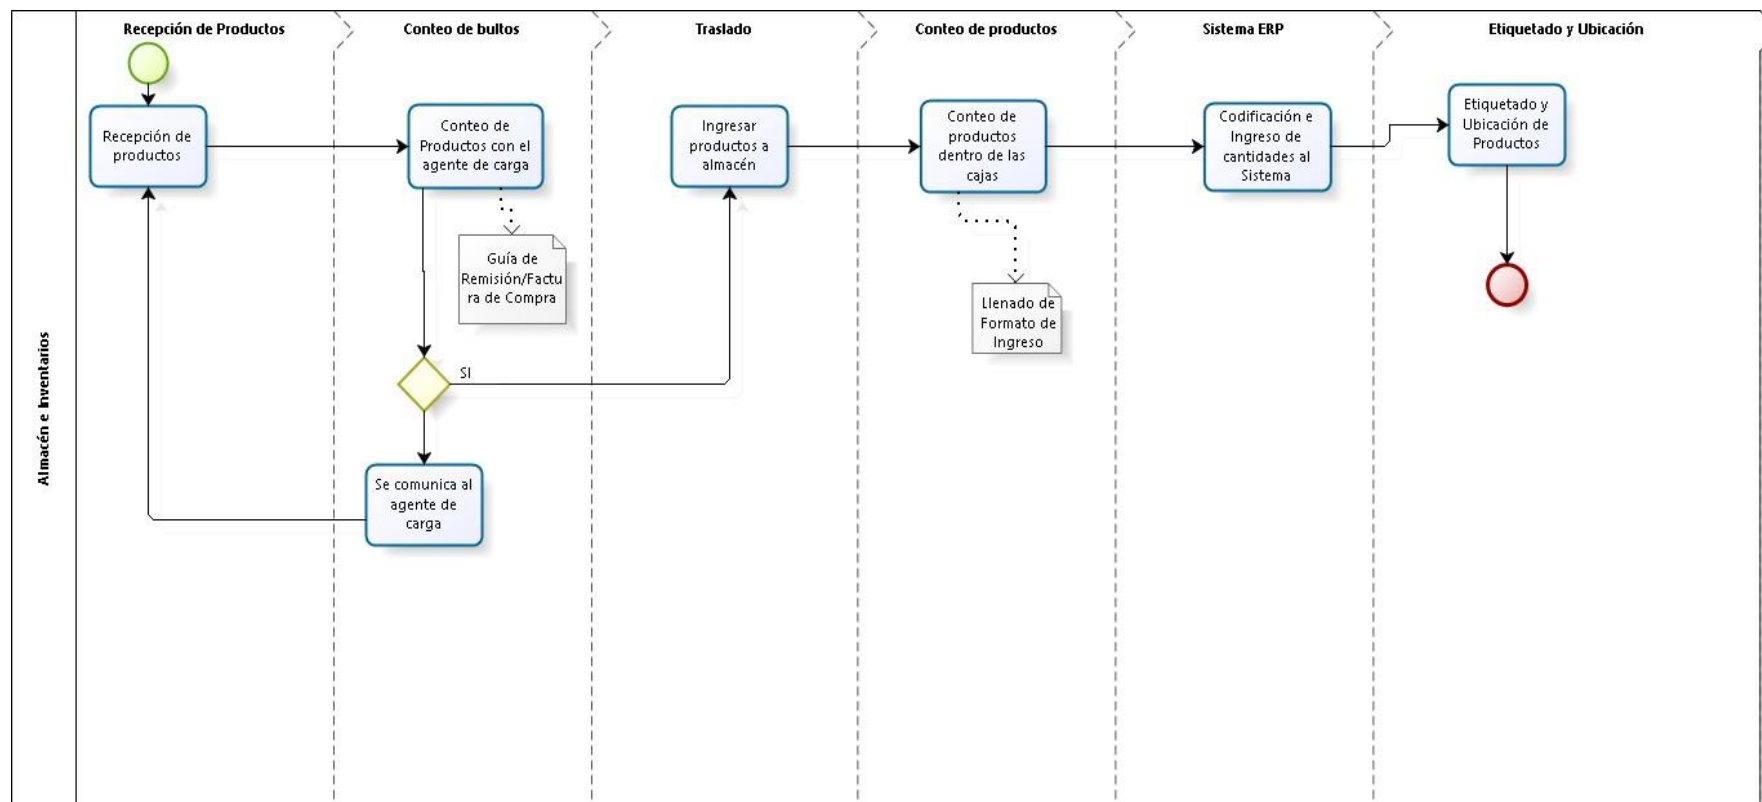 Recepción de Productos
Conteo de bultos
Traslado
Conteo de productos
Sistema ERP
Etiquetado y Ubicación
Almacén e Inventarios
Recepción de
productos
Conteo de
Productos con el
agente de carga
Ingresar
productos a
almacén
Conteo de
productos
dentro de las
cajas
Codificación e
Ingreso de
cantidades al
Sistema
Etiquetado y
Ubicación de
Productos
Guía de
Remisión/Factu
ra de Compra
Llenado de
Formato de
Ingreso
SI
Se comunica al
agente de
carga